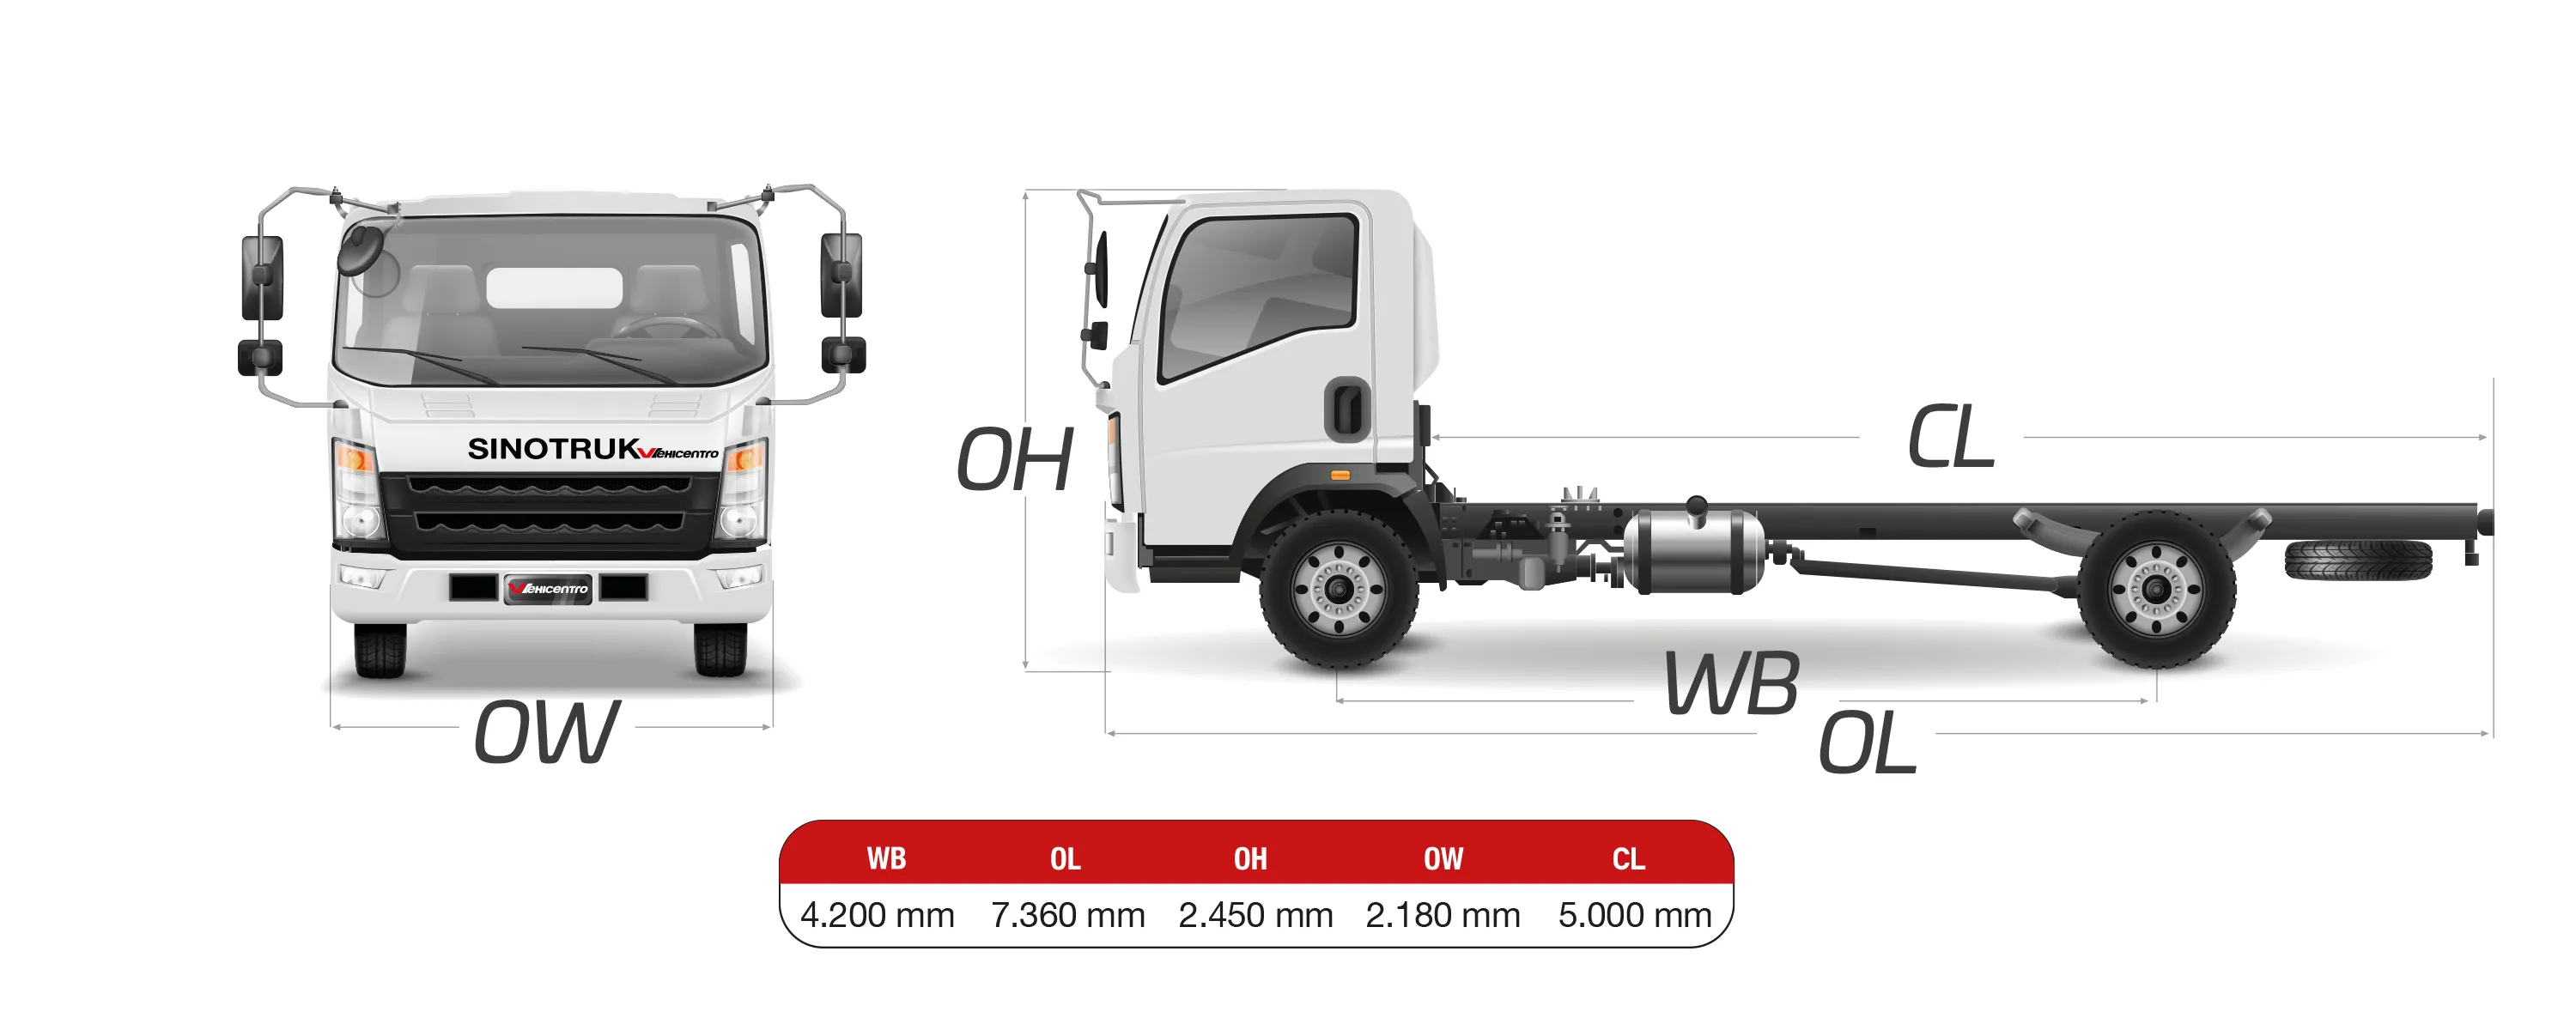 SINOTRUK VEHICENTRO
VEHICENTRO
OH
CL
WB
OW
OL
WB OL OH OW CL
4.200 mm 7.360 mm 2.450 mm 2.180 mm 5.000 mm